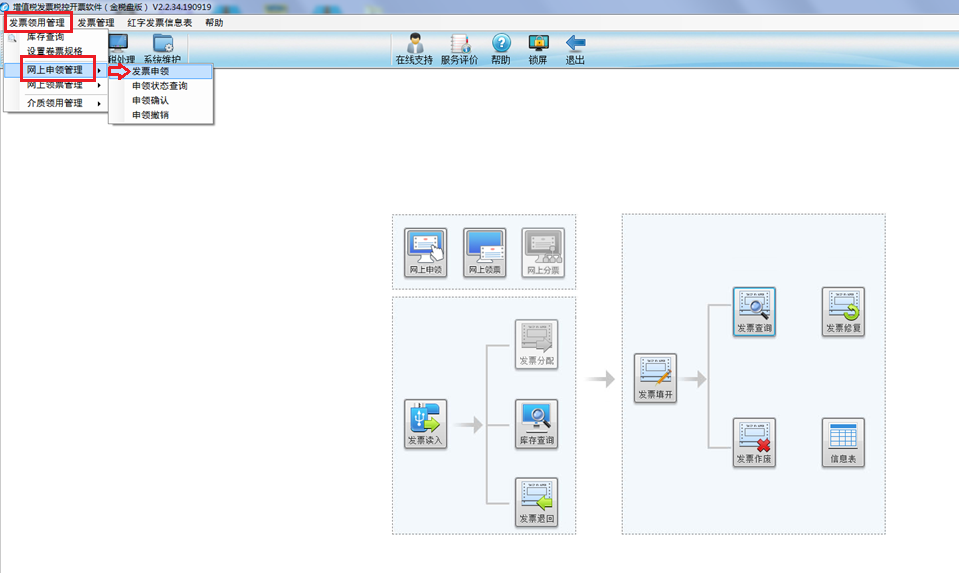 增值税发票税控开票软件（金税盘版） V2.2.34.190919
发票领用管理 发票管理 红字发票信息表 帮助
库存查询
设置卷票规格
网上申领管理
网上领票管理
介质领用管理
发票申领
申领状态查询
申领确认
申领撤销
税处理 系统维护 在线支持 服务评价 帮助 锁屏 退出
网上申领 网上领票 网上分票
发票分配
发票读入
库存查询
发票退回
发票填开
发票查询
发票修复
发票作废
信息表